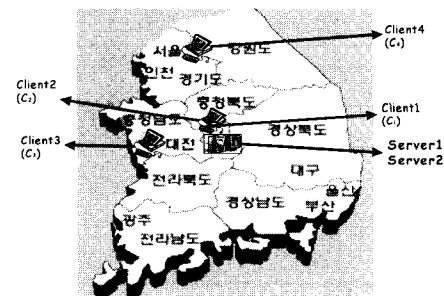 Client4
(C₄)
서울
강원도
인천
경기도
Client2
(C₂)
충청북도
Client1
(C₁)
충청남도
경상북도
Client3
(C₃)
대전
Server1
Server2
대구
전라북도
울산
경상남도
부산
광주
전라남도